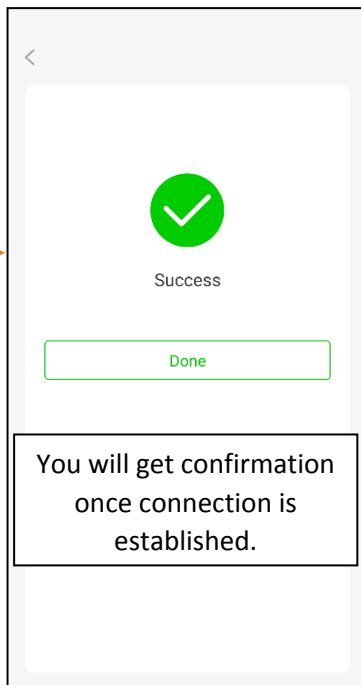 Success
Done
You will get confirmation
once connection is
established.